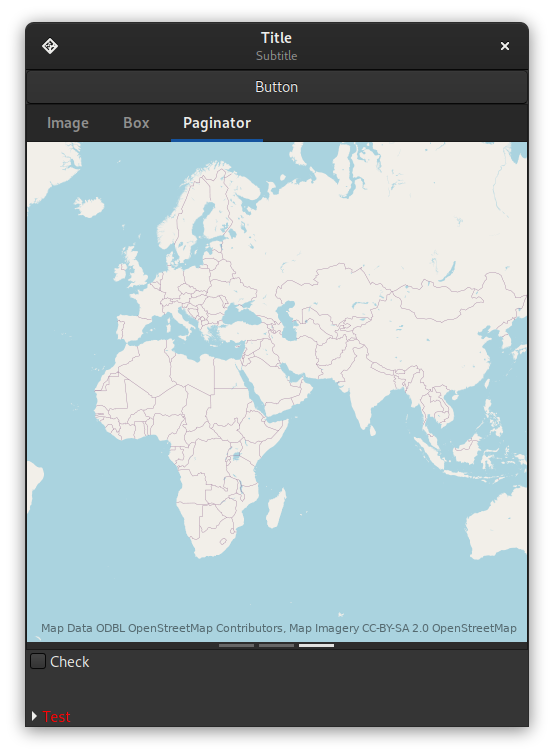 Title
Subtitle
Button
Image Box Paginator
Map Data ODBL OpenStreetMap Contributors, Map Imagery CC-BY-SA 2.0 OpenStreetMap
Check
Test